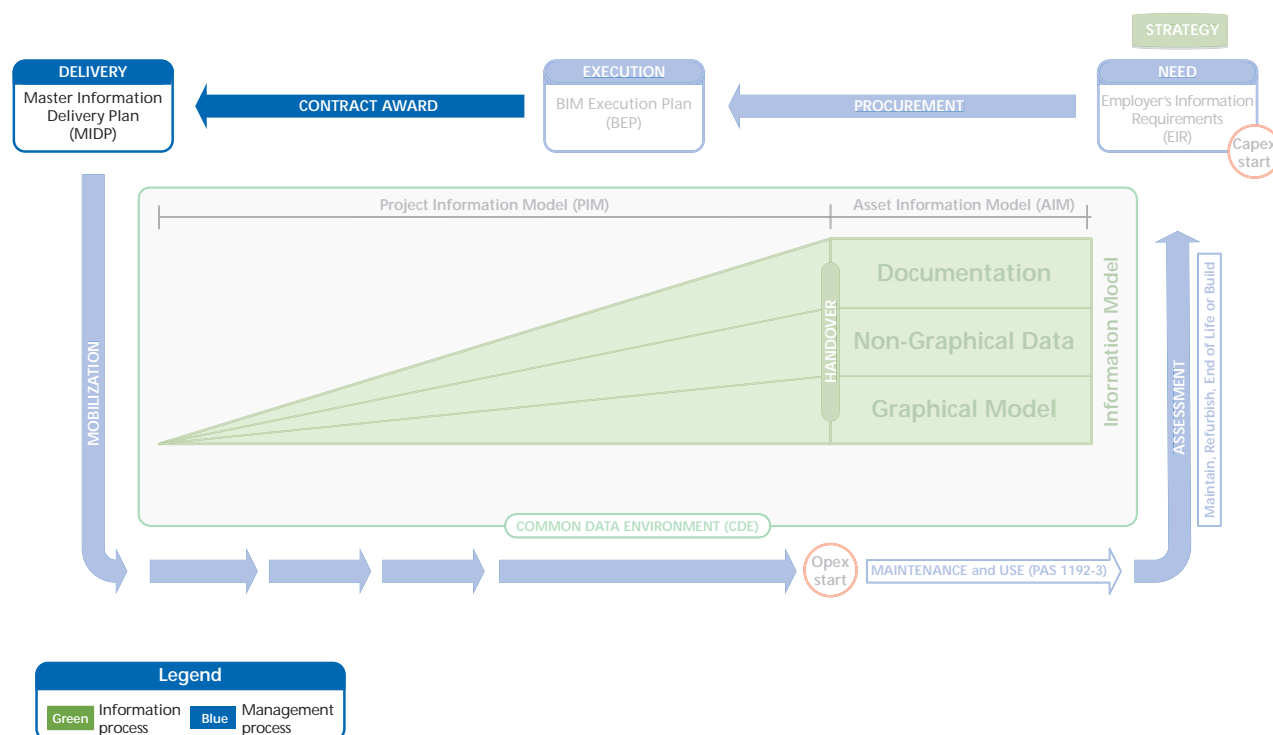 STRATEGY
DELIVERY
Master Information
Delivery Plan
(MIDP)
CONTRACT AWARD
EXECUTION
BIM Execution Plan
(BEP)
PROCUREMENT
NEED
Employer's Information
Requirements
(EIR)
Capex
start
Project Information Model (PIM)
Asset Information Model (AIM)
MOBILIZATION
HANDOVER
Documentation
Non-Graphical Data
Graphical Model
Information Model
ASSESSMENT
Maintain, Refurbish, End of Life or Build
COMMON DATA ENVIRONMENT (CDE)
Opex
start
MAINTENANCE and USE (PAS 1192-3)
Legend
Green
Information
process
Blue
Management
process